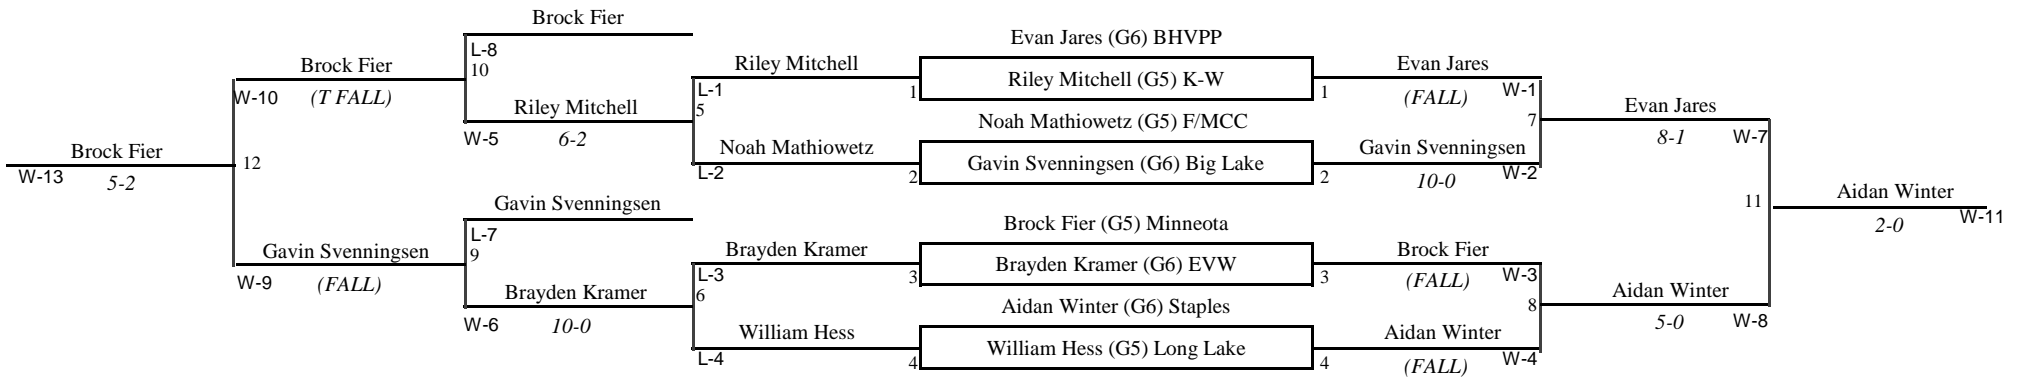 Brock Fier
W-13
5-2
12
Brock Fier
W-10
(T FALL)
Gavin Svenningsen
W-9
(FALL)
Brock Fier
L-8
10
Riley Mitchell
W-5
6-2
Gavin Svenningsen
L-7
9
Brayden Kramer
W-6
10-0
Riley Mitchell
1
L-1
5
Noah Mathiowetz
2
L-2
Brayden Kramer
3
L-3
6
William Hess
4
L-4
Evan Jares (G6) BHVPP
Riley Mitchell (G5) K-W
Noah Mathiowetz (G5) F/MCC
Gavin Svenningsen (G6) Big Lake
Brock Fier (G5) Minneota
Brayden Kramer (G6) EVW
Aidan Winter (G6) Staples
William Hess (G5) Long Lake
Evan Jares
1
(FALL)
W-1
7
Gavin Svenningsen
2
10-0
W-2
Brock Fier
3
(FALL)
W-3
8
Aidan Winter
4
(FALL)
W-4
Evan Jares
8-1
W-7
11
Aidan Winter
5-0
W-8
Aidan Winter
2-0
W-11